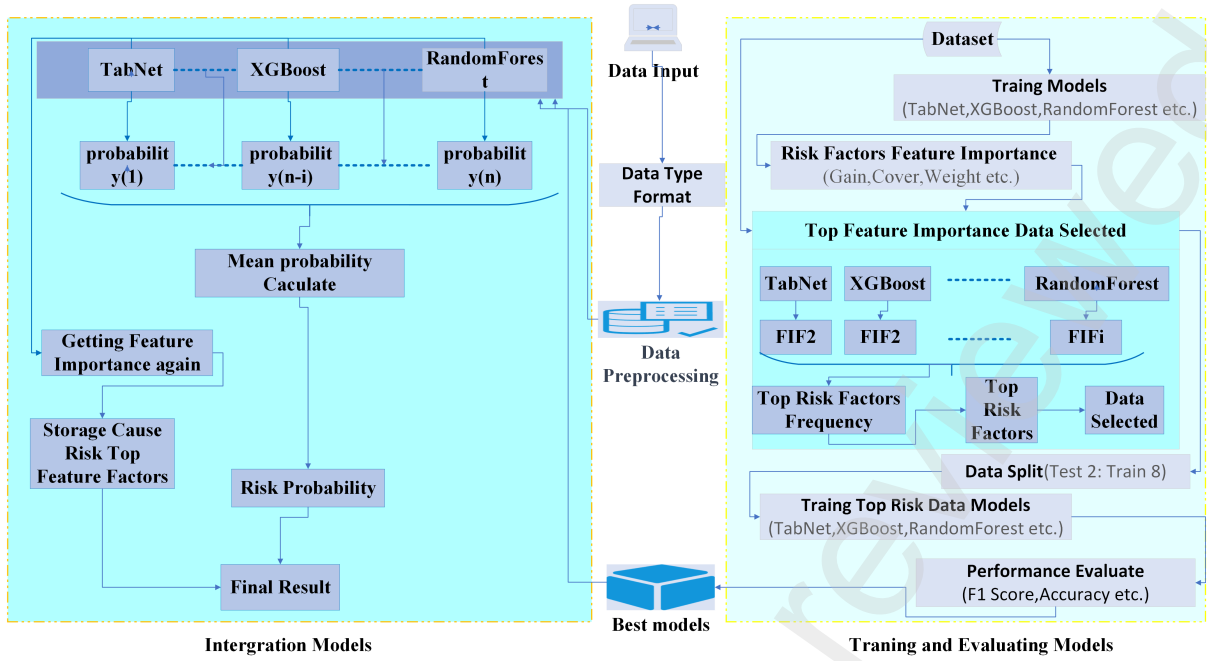 TabNet
XGBoost
RandomFores
t
probabilit
y(1)
probabilit
y(n-i)
probabilit
y(n)
Mean probability
Caculate
Getting Feature
Importance again
Storage Cause
Risk Top
Feature Factors
Risk Probability
Final Result
Intergration Models
Data Input
Data Type
Format
Data
Preprocessing
Best models
Dataset
Traing Models
(TabNet,XGBoost,RandomForest etc.)
Risk Factors Feature Importance
(Gain,Cover,Weight etc.)
Top Feature Importance Data Selected
TabNet
XGBoost
RandomForest
FIF2
FIF2
FIFi
Top Risk Factors
Frequency
Top
Risk
Factors
Data
Selected
Data Split(Test 2: Train 8)
Traing Top Risk Data Models
(TabNet,XGBoost,RandomForest etc.)
Performance Evaluate
(F1 Score,Accuracy etc.)
Traning and Evaluating Models
reviewed